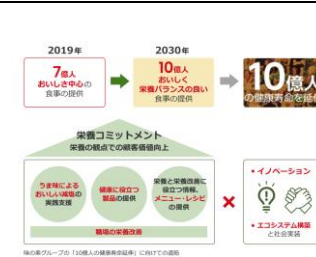 2019年
2030年
7億人
おいしさ中心の
食事の提供
10億人
おいしく
栄養バランスの良い
食事の提供
10億人
の健康寿命を延伸
栄養コミットメント
栄養の観点での顧客価値向上
うま味による
おいしい減塩の
実践支援
健康に役立つ
製品の提供
栄養と栄養改善に
役立つ情報、
メニュー・レシピ
の提供
職場の栄養改善
×
• イノベーション
• エコシステム構築
と社会実装
味の素グループの「10億人の健康寿命延伸」に向けての道筋